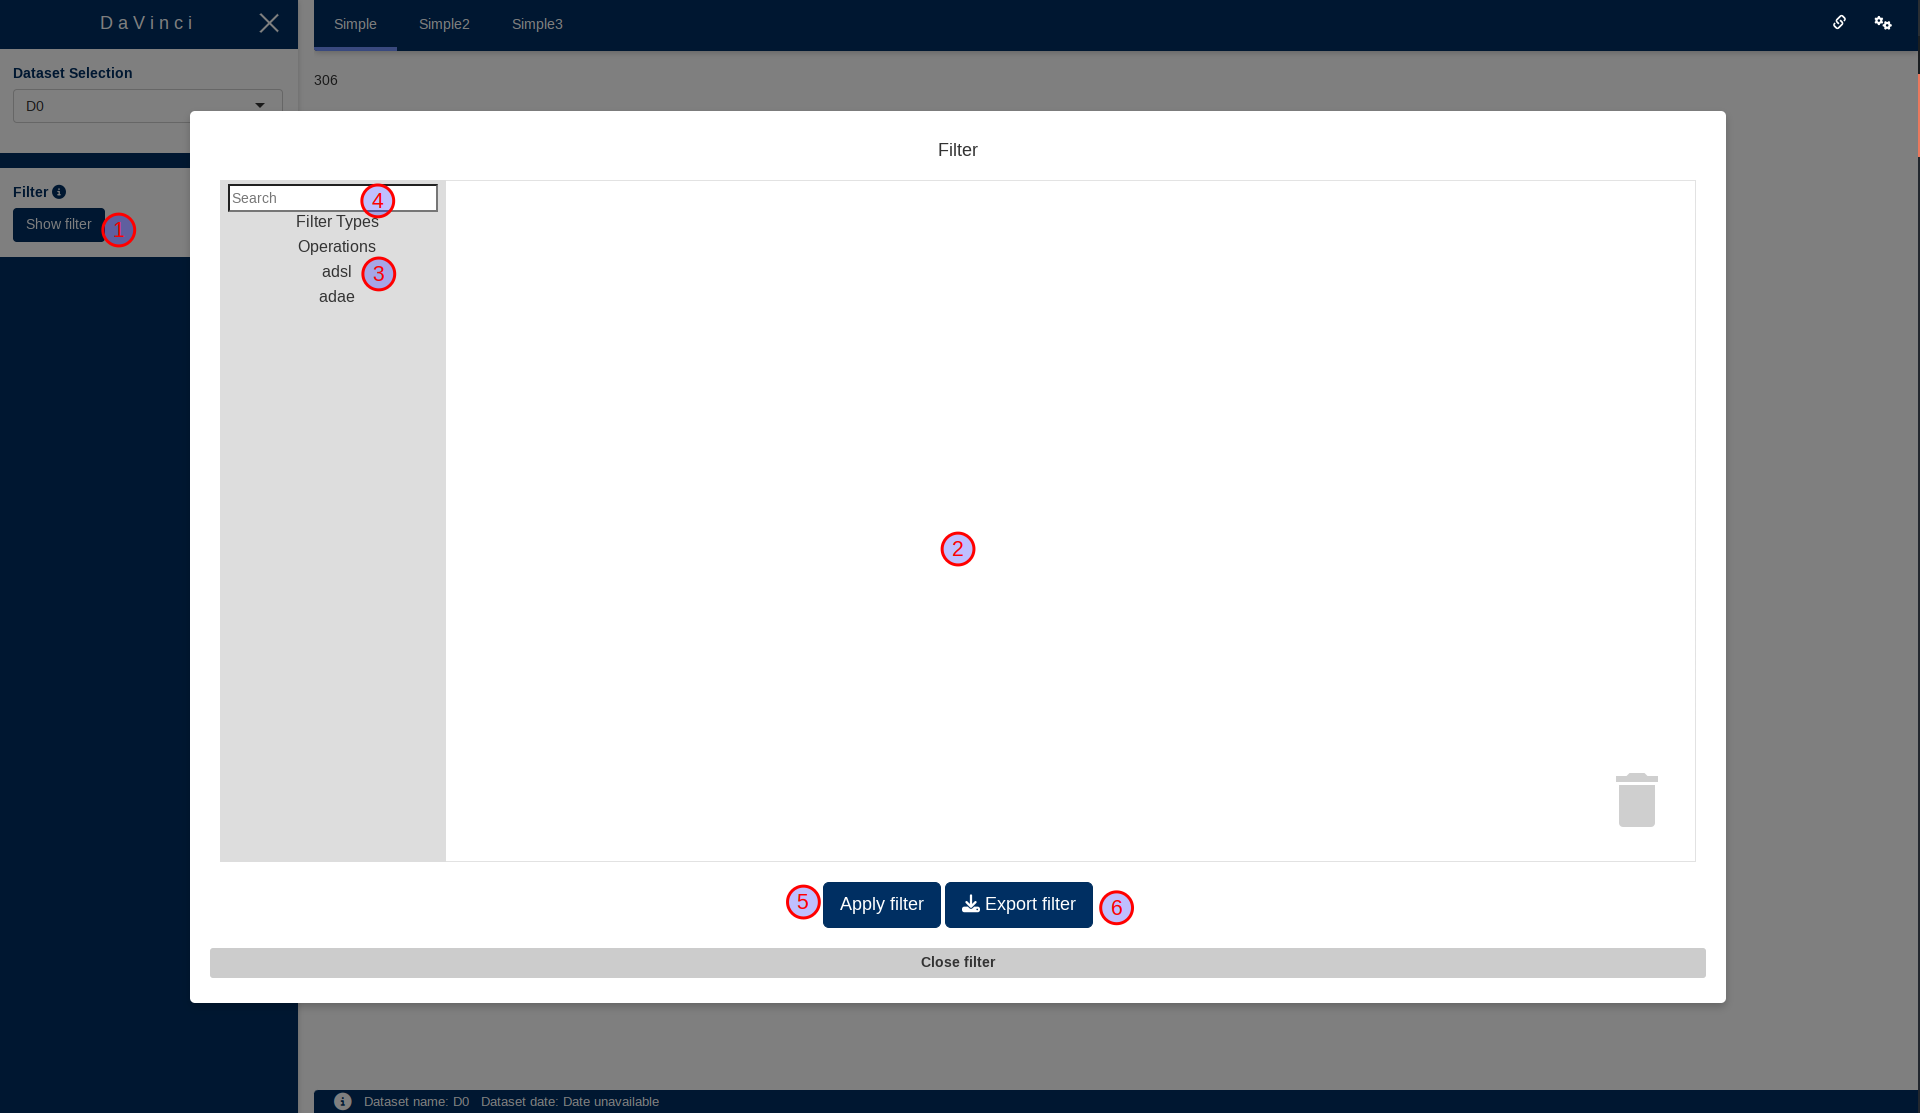 DaVinci
Simple Simple2 Simple3
Dataset Selection
306
D0
Filter
Filter
Search
4
Filter Types
Show filter
1
Operations
adsl
3
adae
2
5
Apply filter
Export filter
6
Close filter
Dataset name: D0 Dataset date: Date unavailable